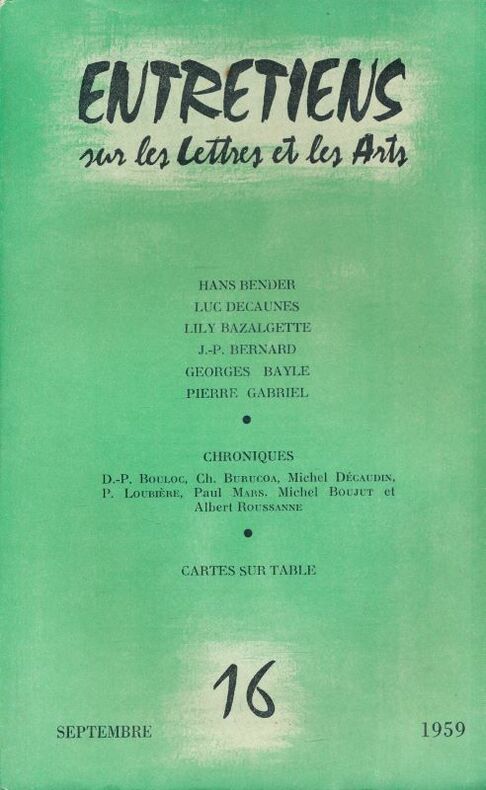 ENTRETIENS
sur les Lettres et les Arts
HANS BENDER
LUC DECAUNES
LILY BAZALGETTE
J.-P. BERNARD
GEORGES BAYLE
PIERRE GABRIEL
●
CHRONIQUES
D.-P. BOULOC, Ch. BURUCOA, Michel DÉCAUDIN,
P. LOUBIÈRE, Paul MARS, Michel BOUJUT et
Albert ROUSSANNE
●
CARTES SUR TABLE
16
SEPTEMBRE 1959